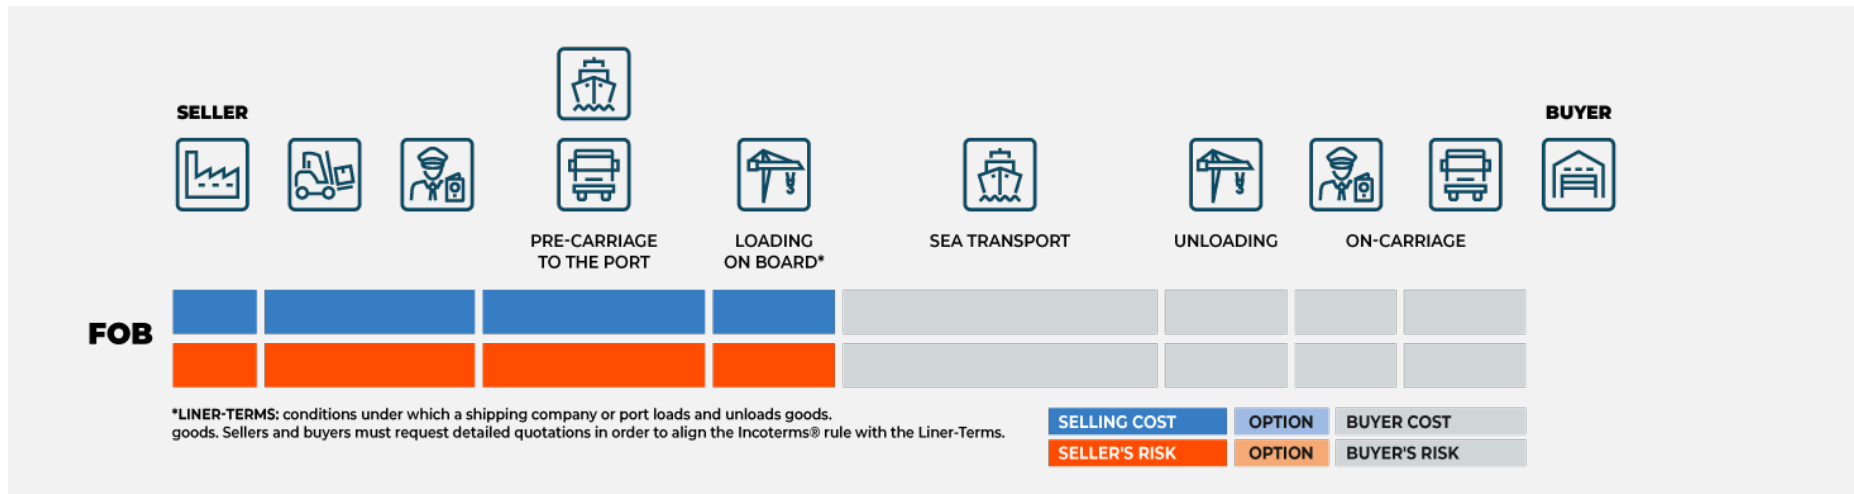 SELLER
BUYER
PRE-CARRIAGE
TO THE PORT
LOADING
ON BOARD*
SEA TRANSPORT
UNLOADING
ON-CARRIAGE
FOB
*LINER-TERMS: conditions under which a shipping company or port loads and unloads goods.
goods. Sellers and buyers must request detailed quotations in order to align the Incoterms® rule with the Liner-Terms.
SELLING COST
OPTION
BUYER COST
SELLER'S RISK
OPTION
BUYER'S RISK